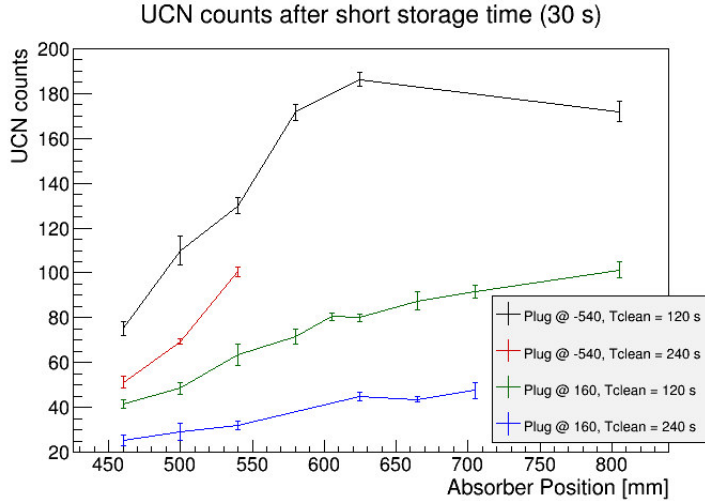 UCN counts after short storage time (30 s)
UCN counts
200
180
160
140
120
100
80
60
40
20
Plug @ -540, Tclean = 120 s
Plug @ -540, Tclean = 240 s
Plug @ 160, Tclean = 120 s
Plug @ 160, Tclean = 240 s
450 500 550 600 650 700 750 800
Absorber Position [mm]